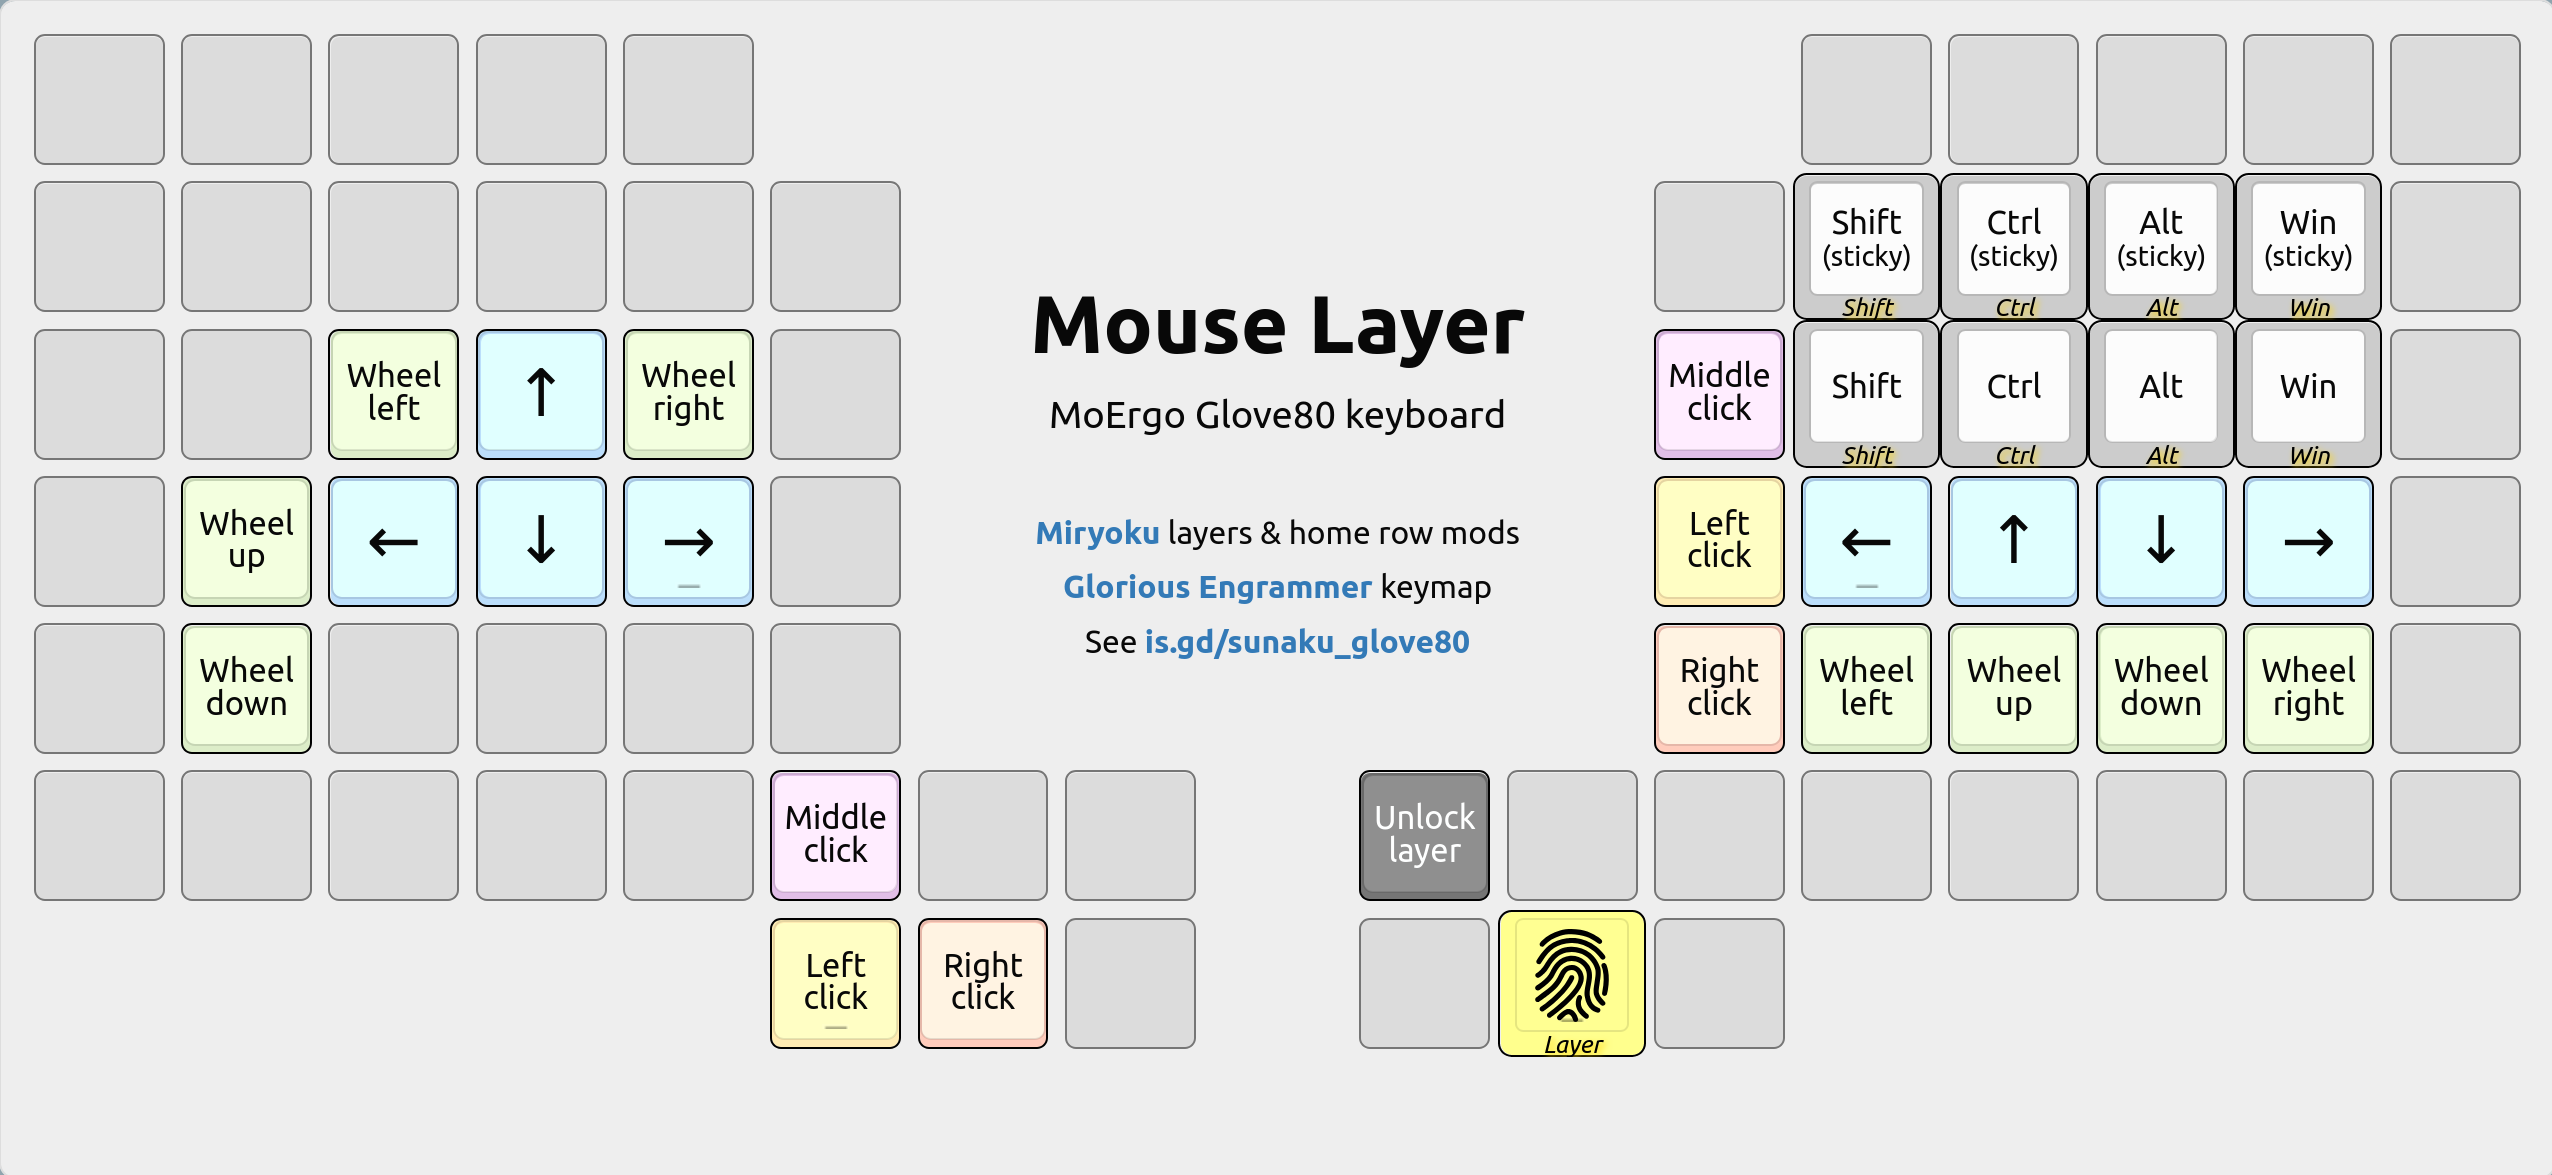 Shift
(sticky)
Shift
Ctrl
(sticky)
Ctrl
Alt
(sticky)
Alt
Win
(sticky)
Win
Wheel
left
↑
Wheel
right
Mouse Layer
MoErgo Glove80 keyboard
Middle
click
Shift
Shift
Ctrl
Ctrl
Alt
Alt
Win
Win
Wheel
up
←
↓
→
Miryoku layers & home row mods
Glorious Engrammer keymap
See is.gd/sunaku_glove80
Left
click
←
↑
↓
→
Wheel
down
Right
click
Wheel
left
Wheel
up
Wheel
down
Wheel
right
Middle
click
Unlock
layer
Left
click
Right
click
Layer